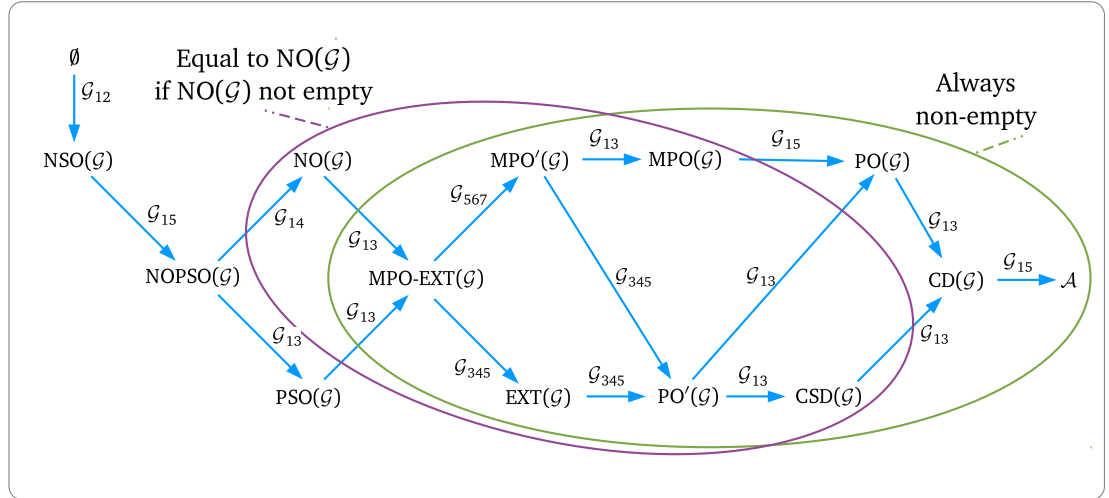 ∅
𝒢₁₂
Equal to NO(𝒢)
if NO(𝒢) not empty
Always
non-empty
NSO(𝒢)
NO(𝒢)
MPO′(𝒢)
𝒢₁₃
MPO(𝒢)
𝒢₁₅
PO(𝒢)
𝒢₁₅
𝒢₁₄
𝒢₁₃
𝒢₅₆₇
𝒢₁₃
NOPSO(𝒢)
MPO-EXT(𝒢)
𝒢₃₄₅
𝒢₁₃
CD(𝒢)
𝒢₁₅
𝒜
𝒢₁₃
𝒢₁₃
𝒢₃₄₅
𝒢₃₄₅
𝒢₁₃
𝒢₁₃
PSO(𝒢)
EXT(𝒢)
PO′(𝒢)
CSD(𝒢)